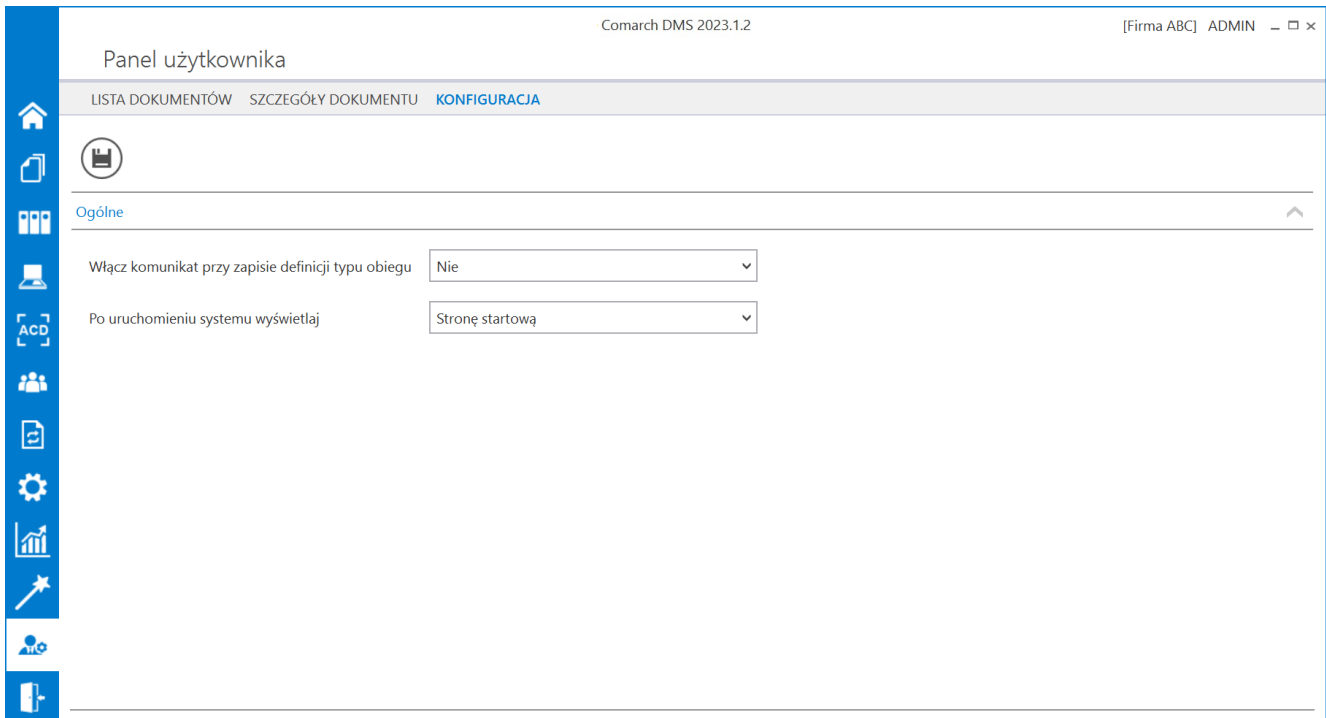 Comarch DMS 2023.1.2
[Firma ABC] ADMIN
Panel użytkownika
LISTA DOKUMENTÓW SZCZEGÓŁY DOKUMENTU KONFIGURACJA
Ogólne
Włącz komunikat przy zapisie definicji typu obiegu Nie
Po uruchomieniu systemu wyświetlaj Stronę startową
ACD